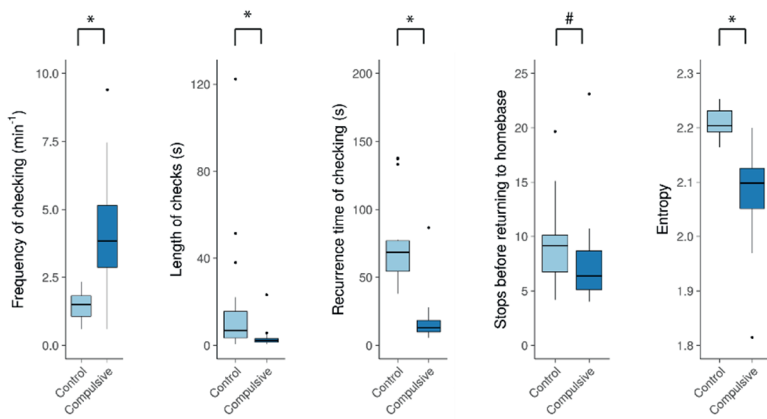 * * * # *
Frequency of checking (min⁻¹)
10.0
7.5
5.0
2.5
0.0
Control
Compulsive
Length of checks (s)
120
80
40
0
Control
Compulsive
Recurrence time of checking (s)
200
150
100
50
0
Control
Compulsive
Stops before returning to homebase
25
20
15
10
5
0
Control
Compulsive
Entropy
2.3
2.2
2.1
2.0
1.9
1.8
Control
Compulsive